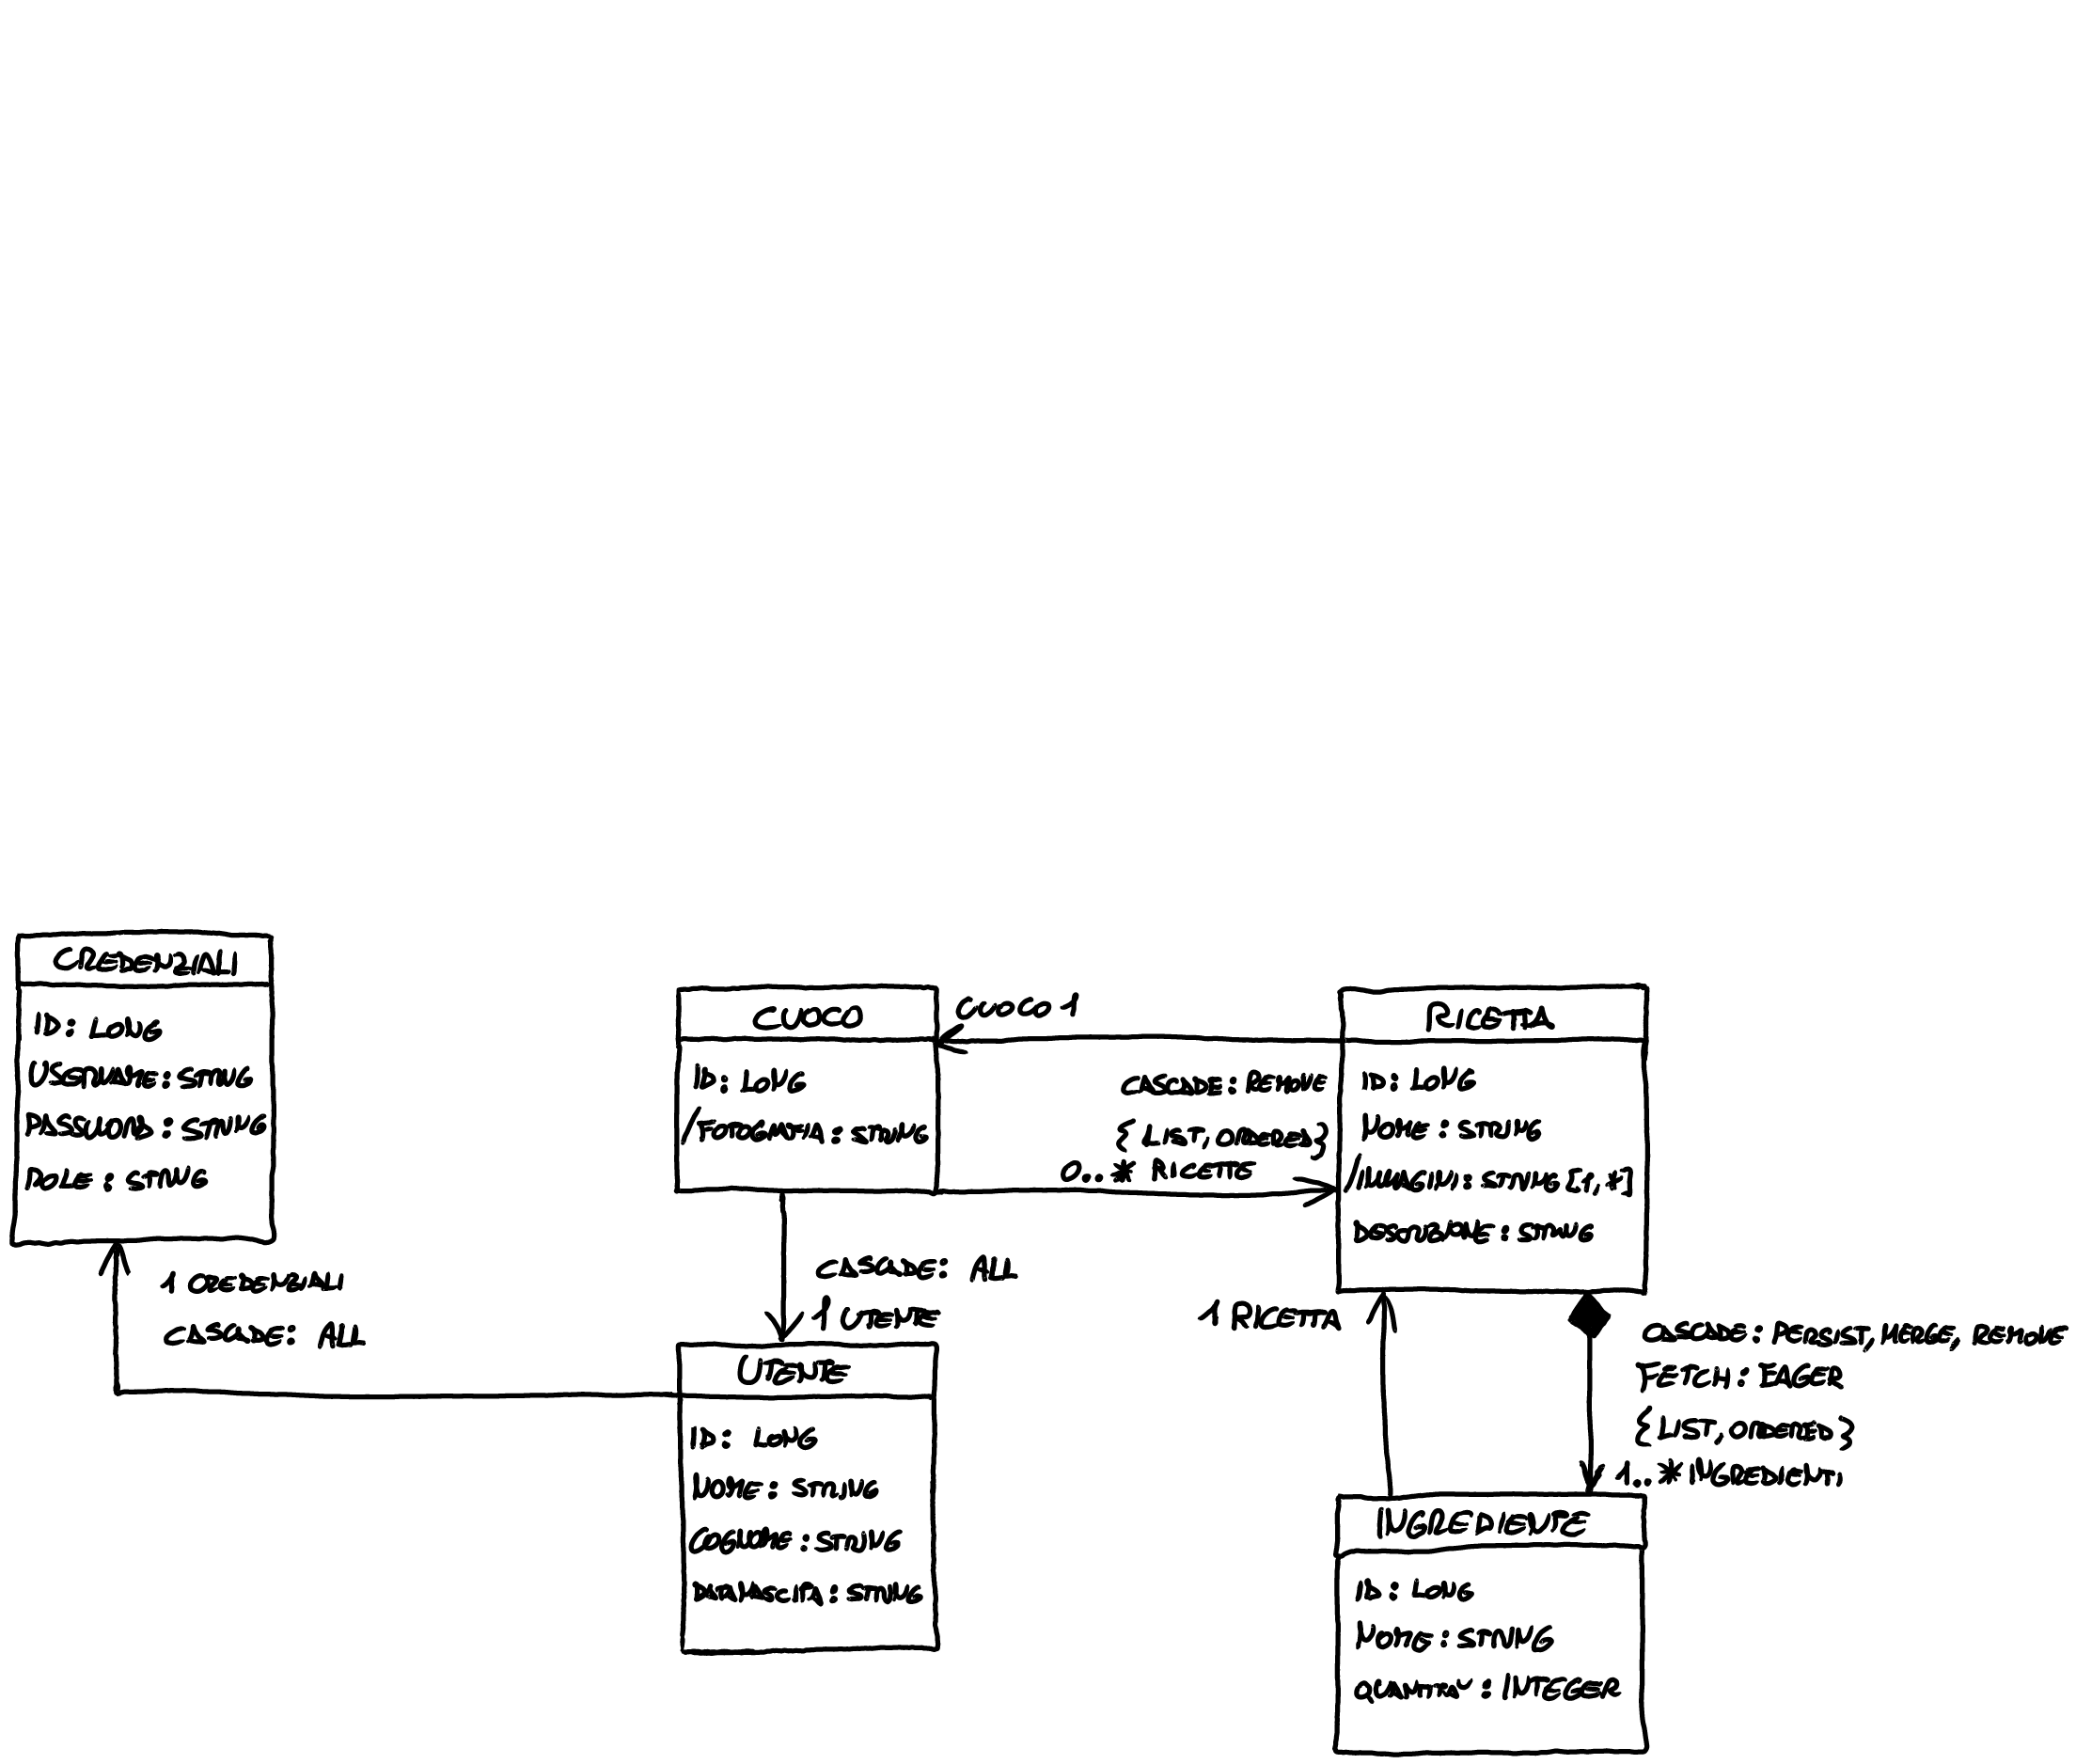 CREDENZIALI
ID: LONG
USERNAME: STRING
PASSWORD: STRING
ROLE: STRING
1 CREDENZIALI
CASCADE: ALL
CUOCO
ID: LONG
/FOTOGRAFIA: STRING
CUOCO 1
CASCADE: REMOVE
{LIST, ORDERED}
0..* RICETTE
RICETTA
ID: LONG
NOME: STRING
/IMMAGINI: STRING [1,*]
DESCRIZIONE: STRING
CASCADE: ALL
1 UTENTE
UTENTE
ID: LONG
NOME: STRING
COGNOME: STRING
DATANASCITA: STRING
1 RICETTA
CASCADE: PERSIST, MERGE, REMOVE
FETCH: EAGER
{LIST, ORDERED}
1..* INGREDIENTI
INGREDIENTE
ID: LONG
NOME: STRING
QUANTITA': INTEGER